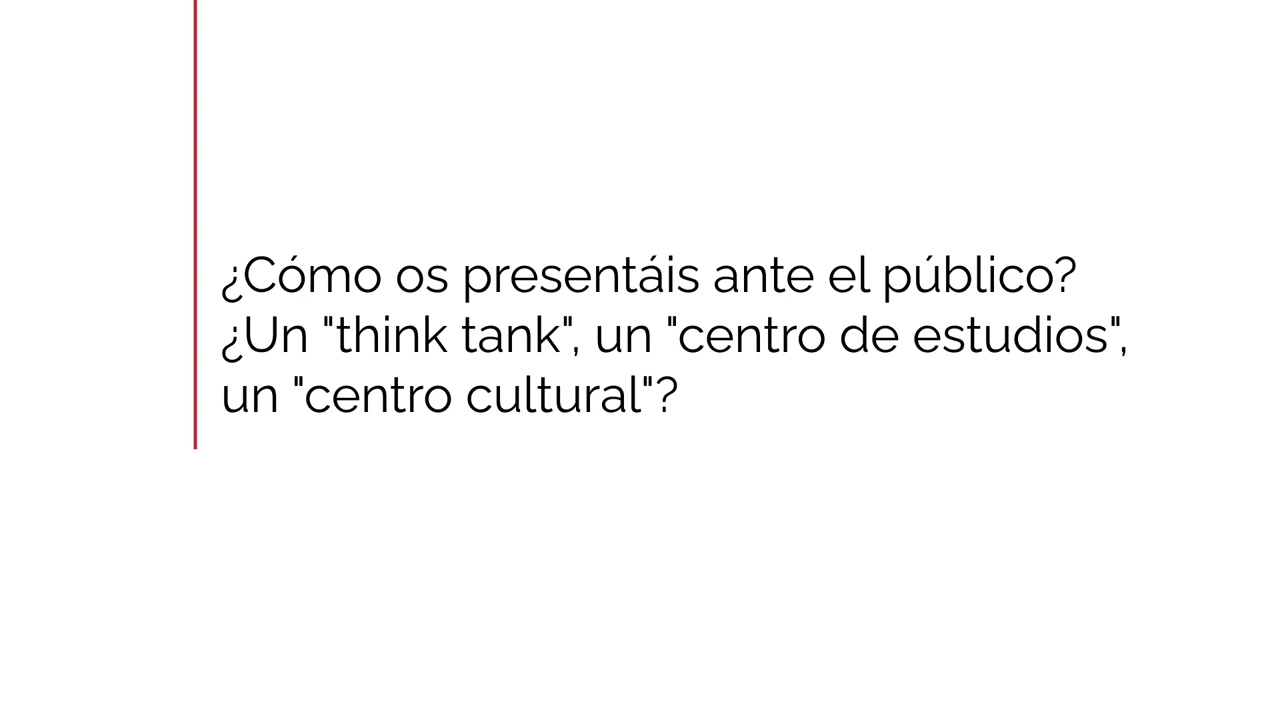 ¿Cómo os presentáis ante el público?
¿Un "think tank", un "centro de estudios",
un "centro cultural"?